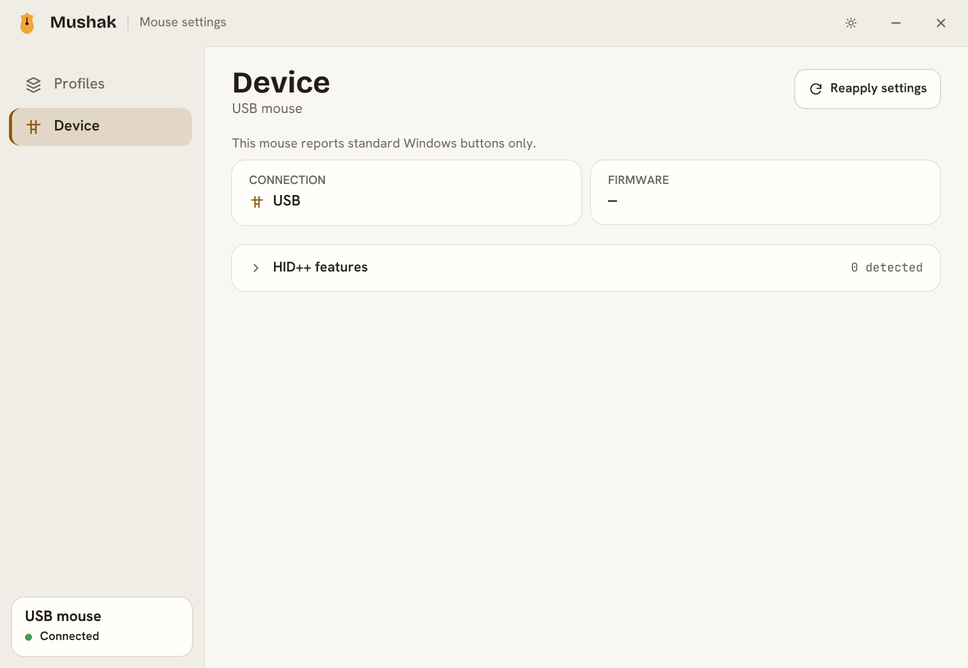 Mushak
Mouse settings
Profiles
Device
Device
USB mouse
Reapply settings
This mouse reports standard Windows buttons only.
CONNECTION
USB
FIRMWARE
–
HID++ features
0 detected
USB mouse
Connected